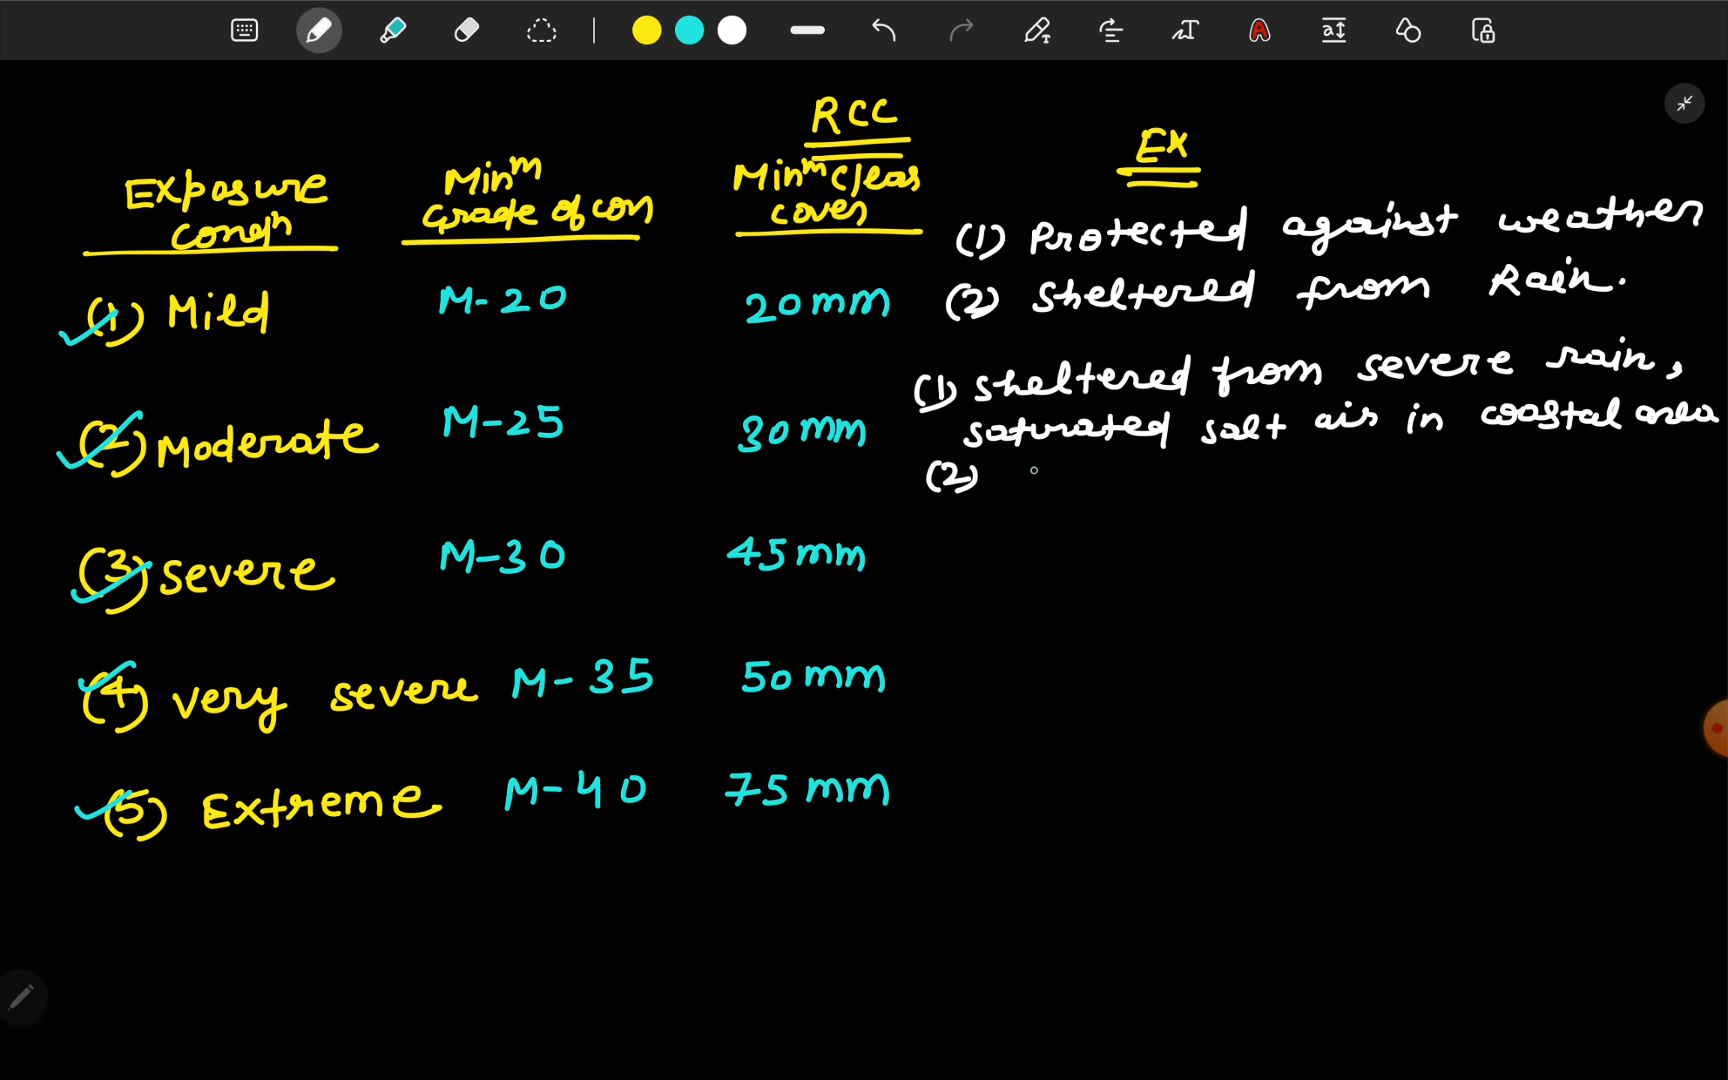 RCC
EX
Exposure
condn
Minm
Grade of con
Minm clear
cover
(1) Protected against weather
(2) Sheltered from Rain.
(1) Mild
M-20
20mm
(1) sheltered from severe rain,
saturated salt air in coastal area
(2)
(2) Moderate
M-25
30mm
(3) severe
M-30
45mm
(4) very severe
M-35
50mm
(5) Extreme
M-40
75mm